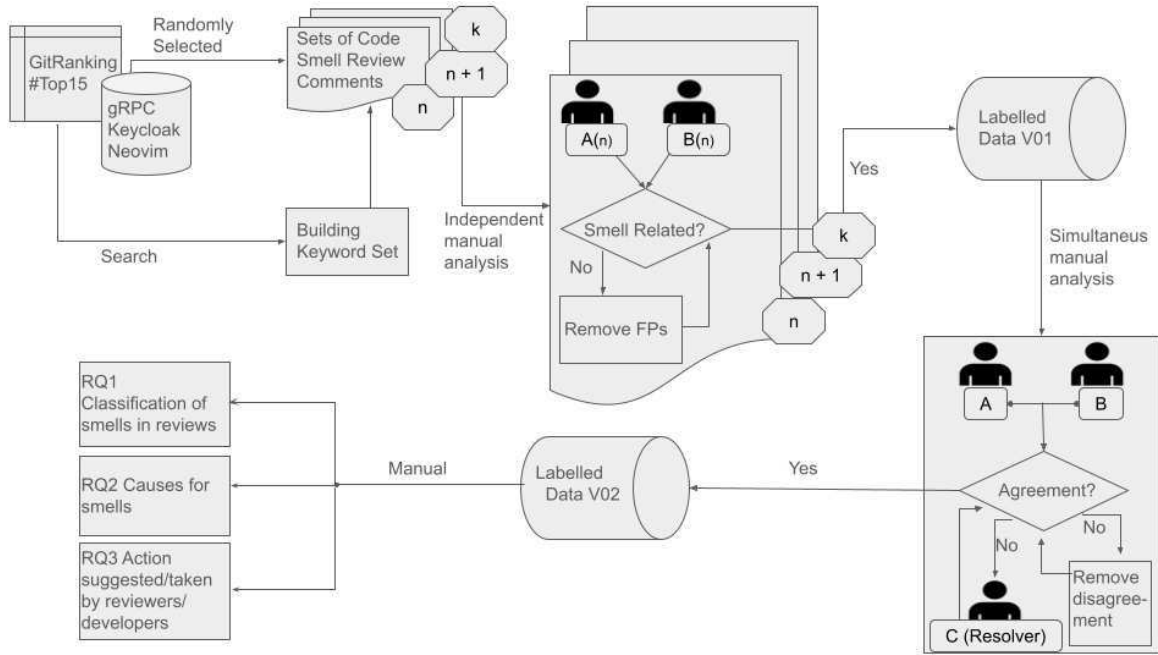 GitRanking
#Top15
gRPC
Keycloak
Neovim
Randomly
Selected
Sets of Code
Smell Review
Comments
k
n + 1
n
Search
Building
Keyword Set
Independent
manual
analysis
A(n)
B(n)
Smell Related?
No
Remove FPs
k
n + 1
n
Yes
Labelled
Data V01
Simultaneus
manual
analysis
A
B
Agreement?
No
No
Remove
disagree-
ment
C (Resolver)
Yes
Labelled
Data V02
Manual
RQ1
Classification of
smells in reviews
RQ2 Causes for
smells
RQ3 Action
suggested/taken
by reviewers/
developers